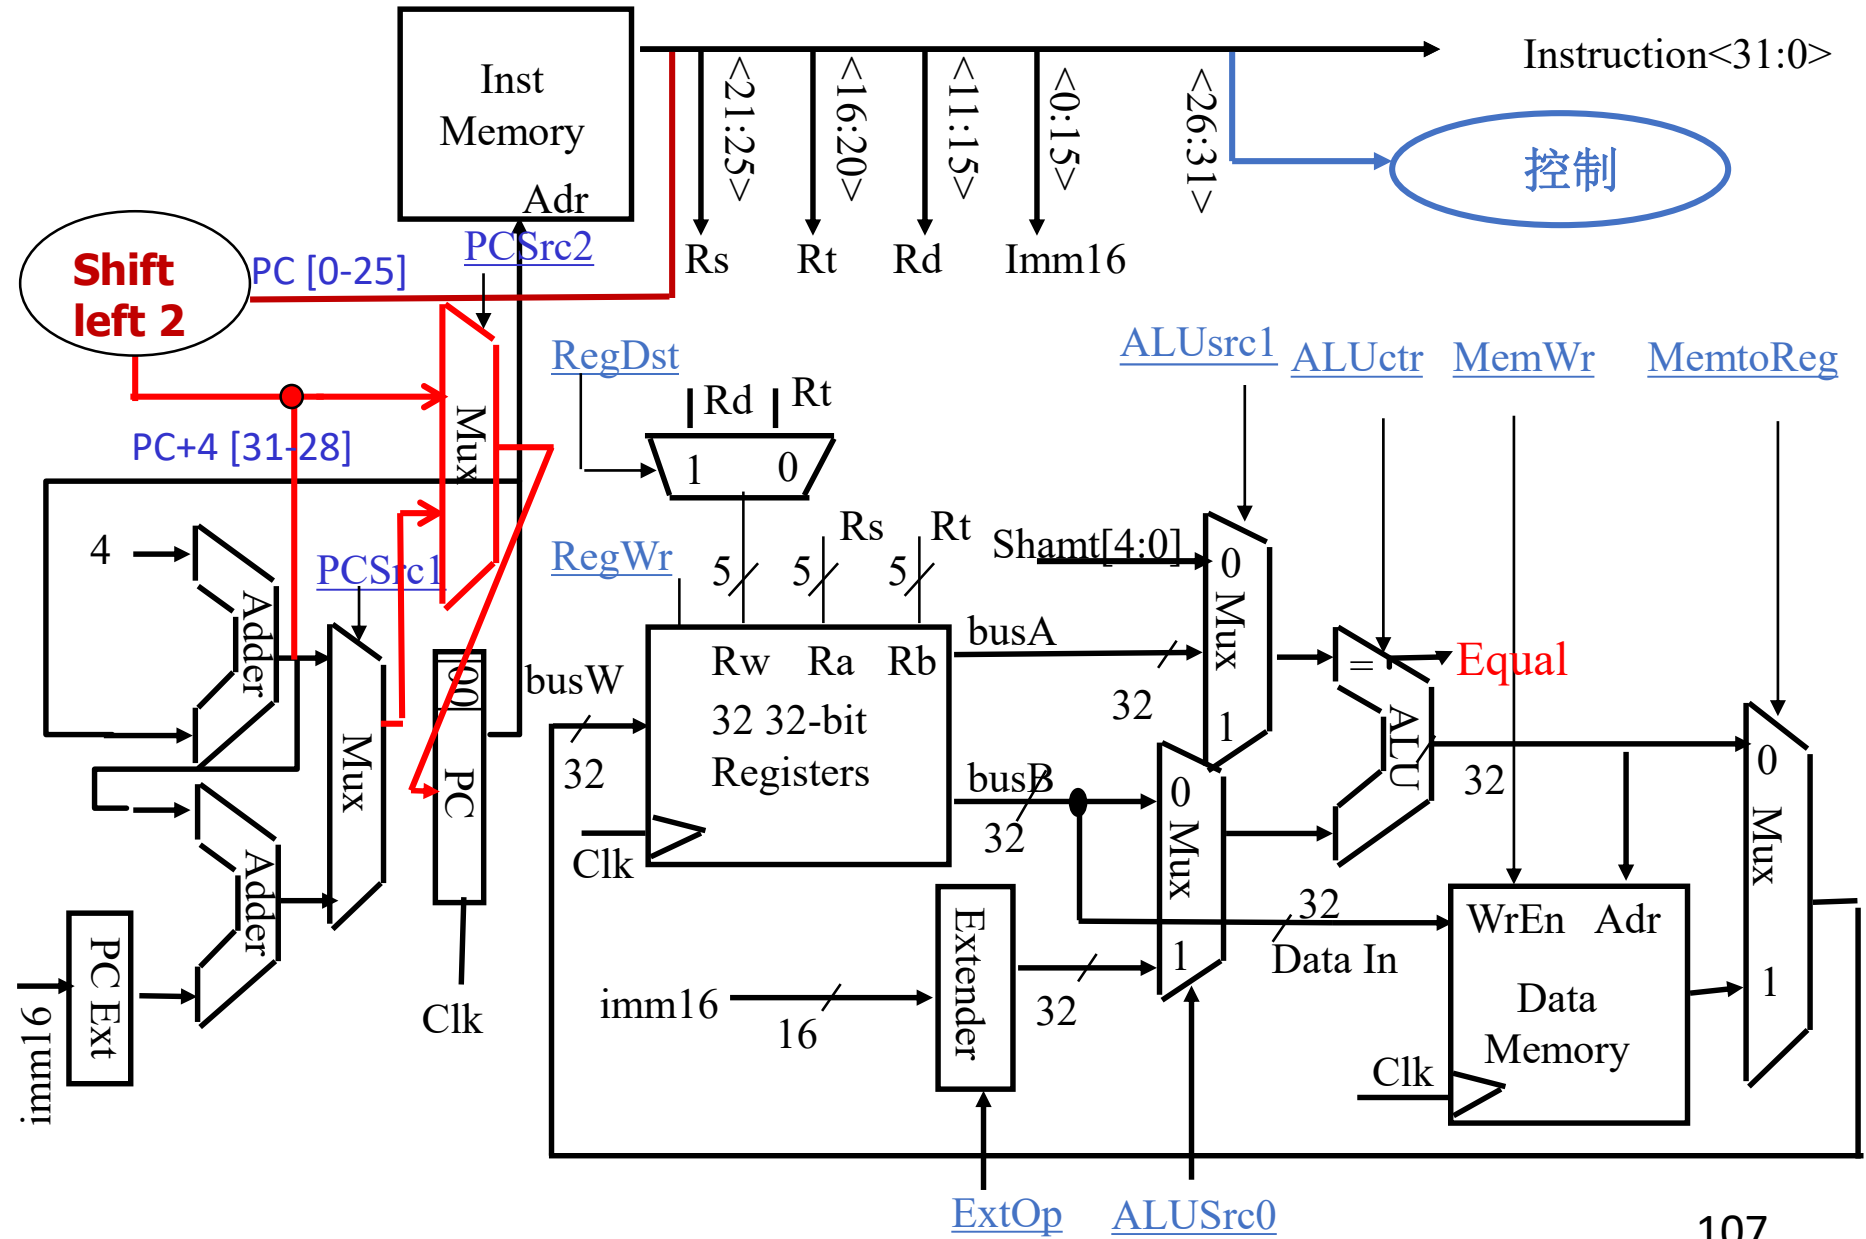 Inst
Memory
Adr
Instruction<31:0>
<21:25>
<16:20>
<11:15>
<0:15>
<26:31>
控制
Rs
Rt
Rd
Imm16
Shift
left 2
PC [0-25]
PCSrc2
PC+4 [31-28]
Mux
RegDst
Rd
Rt
1
0
ALUsrc1
ALUctr
MemWr
MemtoReg
4
Adder
PCSrc1
RegWr
5
5
5
Rs
Rt
Shamt[4:0]
0
Mux
1
busW
32
Rw
Ra
Rb
32 32-bit
Registers
busA
32
busB
32
Clk
=
Equal
ALU
32
0
Mux
1
00
PC
Clk
Mux
Adder
PC Ext
imm16
0
Mux
1
imm16
16
Extender
32
32
Data In
WrEn
Adr
Data
Memory
Clk
ExtOp
ALUSrc0
107